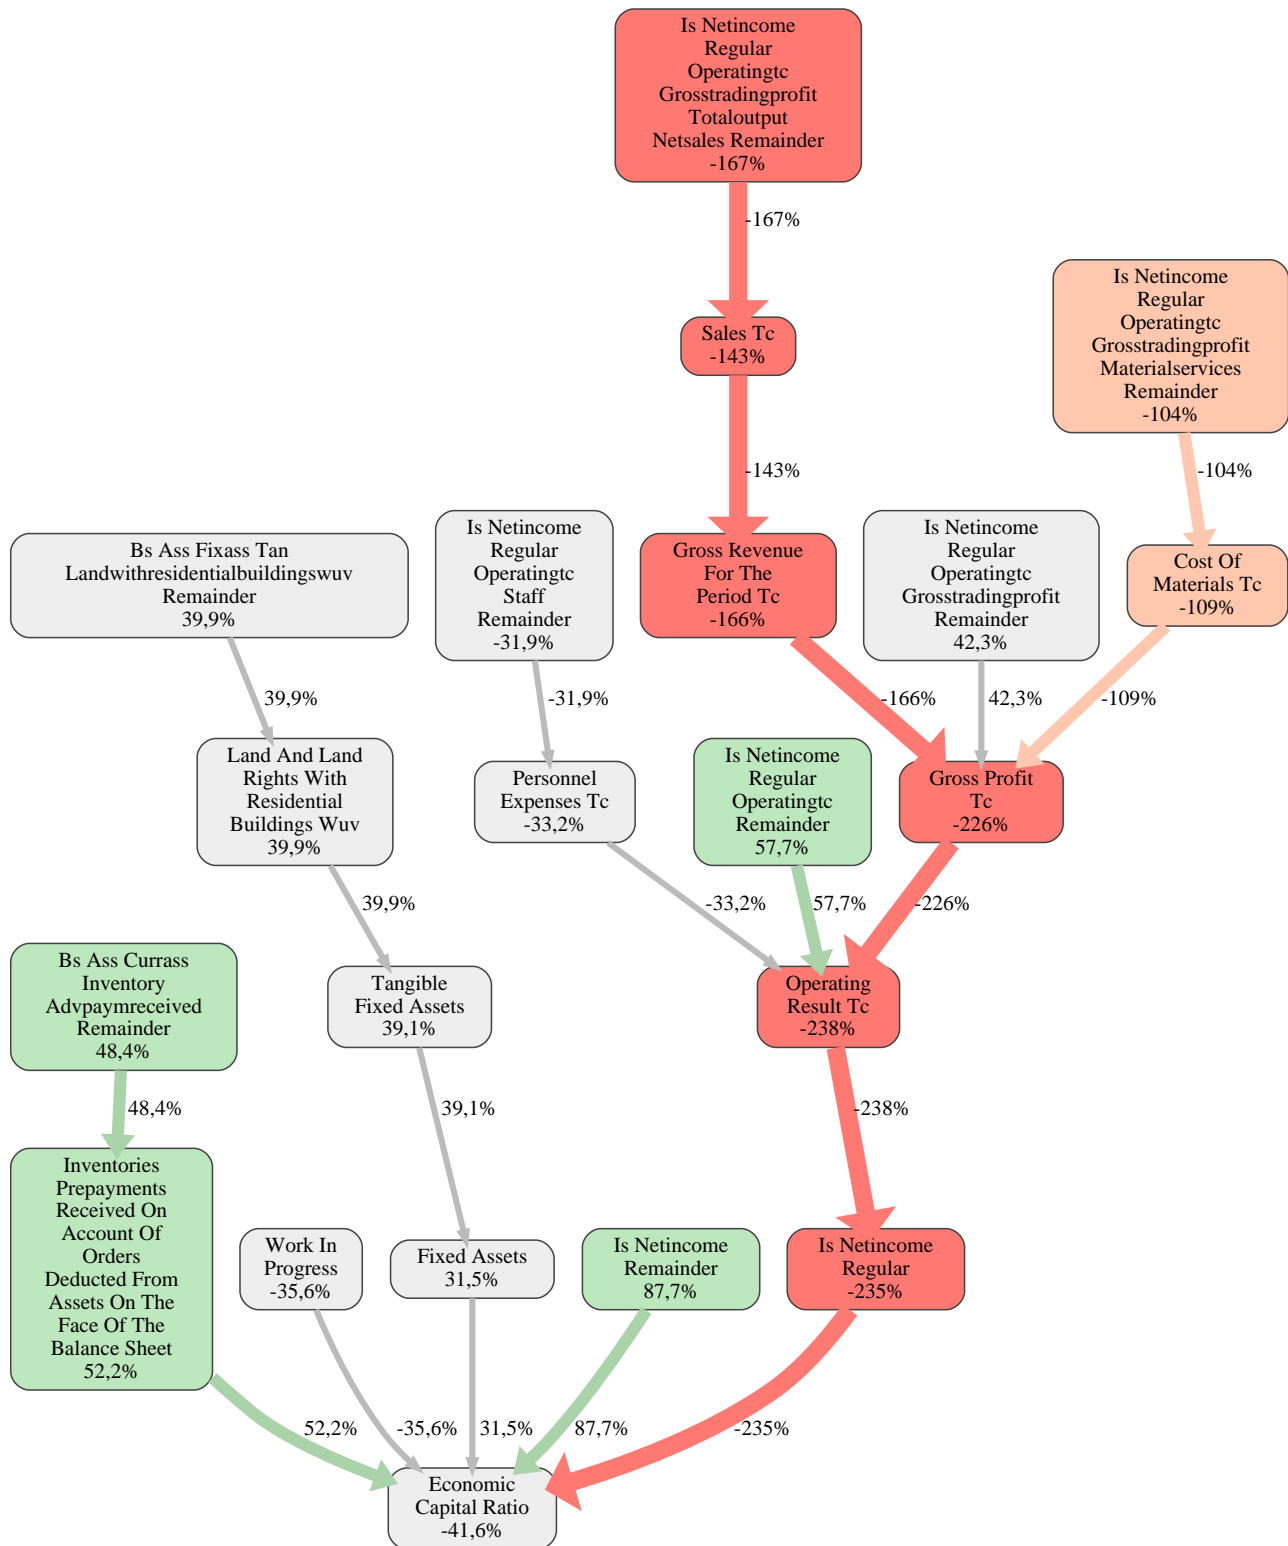 Is Netincome
Regular
Operatingtc
Grosstradingprofit
Totaloutput
Netsales Remainder
-167%
-167%
Is Netincome
Regular
Operatingtc
Grosstradingprofit
Materialservices
Remainder
-104%
Sales Tc
-143%
-143%
-104%
Bs Ass Fixass Tan
Landwithresidentialbuildingswuv
Remainder
39,9%
Is Netincome
Regular
Operatingtc
Staff
Remainder
-31,9%
Gross Revenue
For The
Period Tc
-166%
Is Netincome
Regular
Operatingtc
Grosstradingprofit
Remainder
42,3%
Cost Of
Materials Tc
-109%
39,9%
-31,9%
-166%
42,3%
-109%
Land And Land
Rights With
Residential
Buildings Wuv
39,9%
Personnel
Expenses Tc
-33,2%
Is Netincome
Regular
Operatingtc
Remainder
57,7%
Gross Profit
Tc
-226%
39,9%
-33,2%
57,7%
-226%
Bs Ass Currass
Inventory
Advpaymreceived
Remainder
48,4%
Tangible
Fixed Assets
39,1%
Operating
Result Tc
-238%
48,4%
39,1%
-238%
Inventories
Prepayments
Received On
Account Of
Orders
Deducted From
Assets On The
Face Of The
Balance Sheet
52,2%
Work In
Progress
-35,6%
Fixed Assets
31,5%
Is Netincome
Remainder
87,7%
Is Netincome
Regular
-235%
52,2%
-35,6%
31,5%
87,7%
-235%
Economic
Capital Ratio
-41,6%